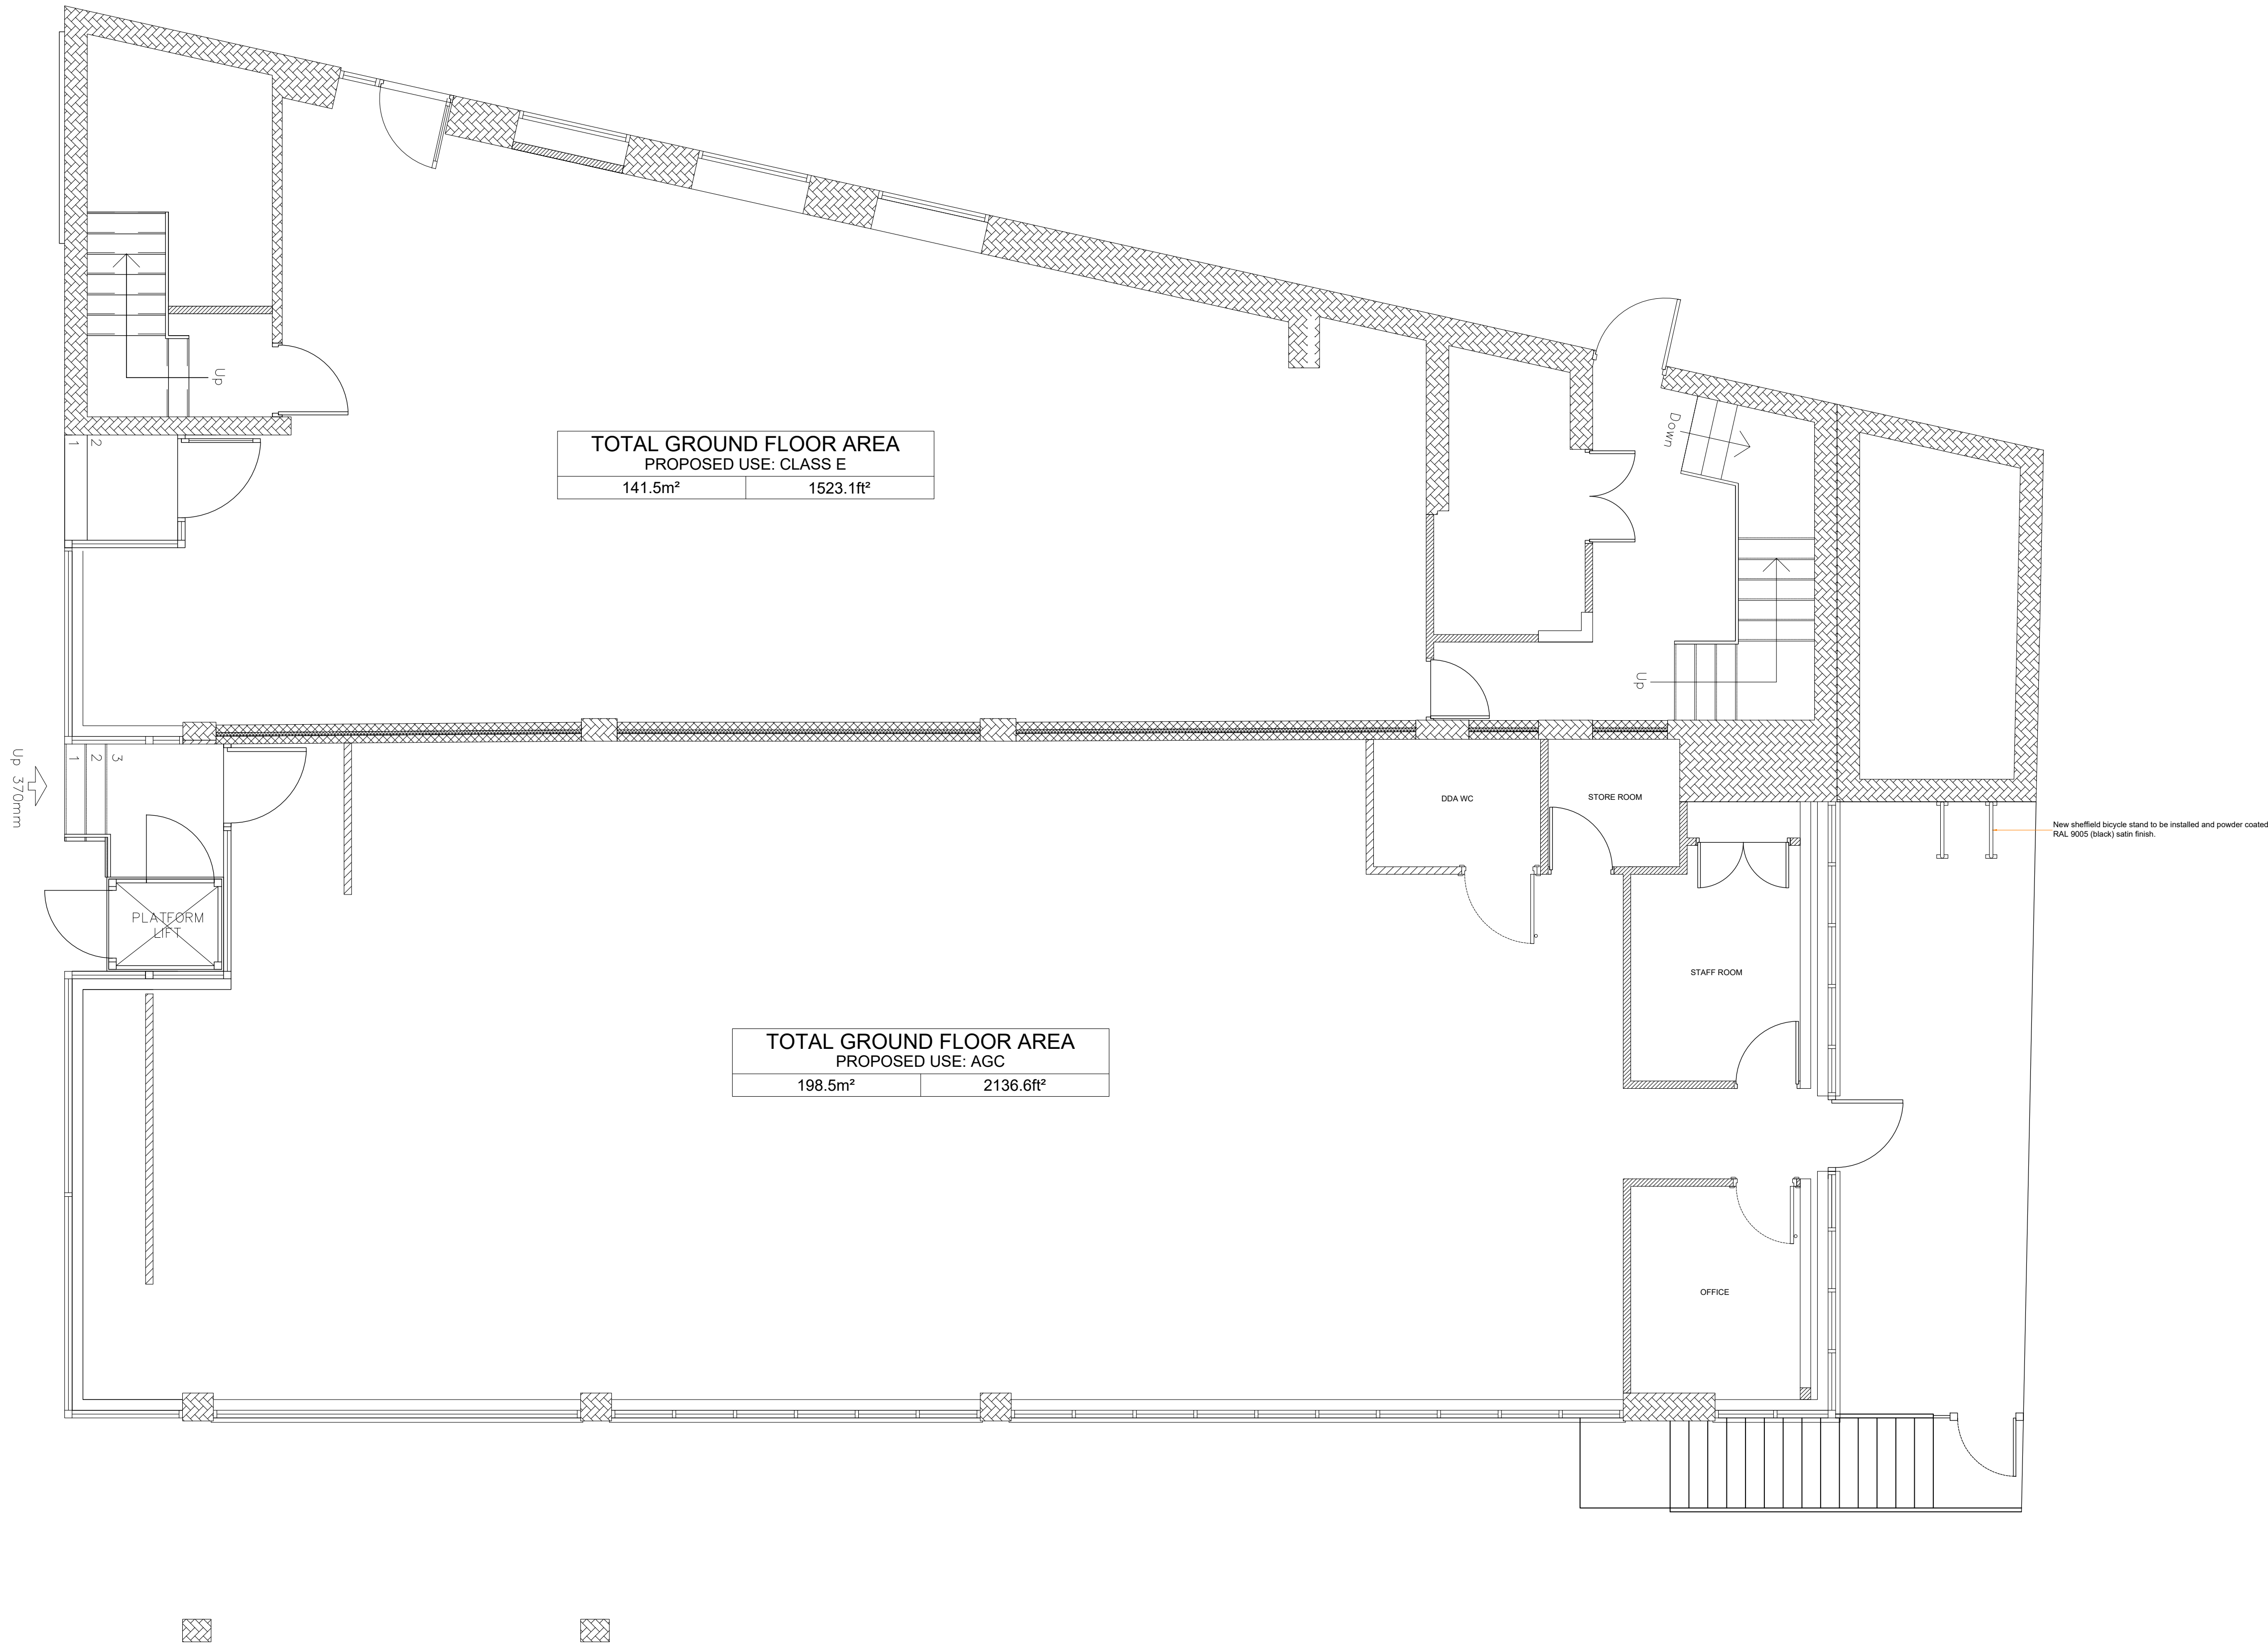 Up
Down
1 2
TOTAL GROUND FLOOR AREA
PROPOSED USE: CLASS E
141.5m² 1523.1ft²
Up
Up 370mm
1 2 3
DDA WC
STORE ROOM
New sheffield bicycle stand to be installed and powder coated
RAL 9005 (black) satin finish.
PLATFORM
LIFT
STAFF ROOM
TOTAL GROUND FLOOR AREA
PROPOSED USE: AGC
198.5m² 2136.6ft²
OFFICE